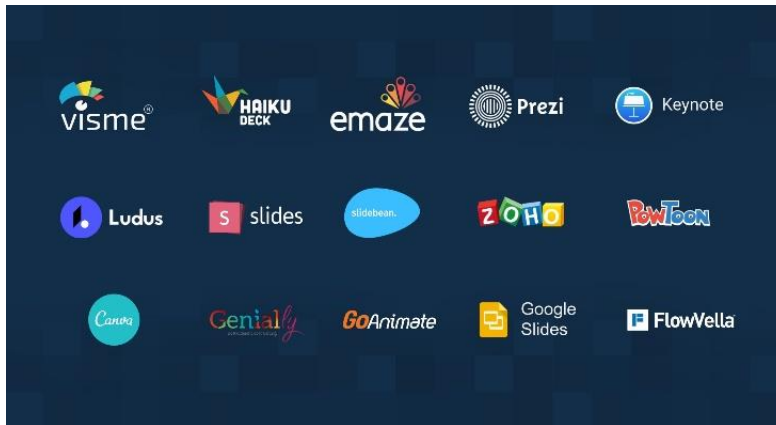 visme®
HAIKU
DECK
emaze
Prezi
Keynote
Ludus
S slides
slidebean.
ZOHO
POWTOON
Canva
Genially
GoAnimate
Google
Slides
F FlowVella